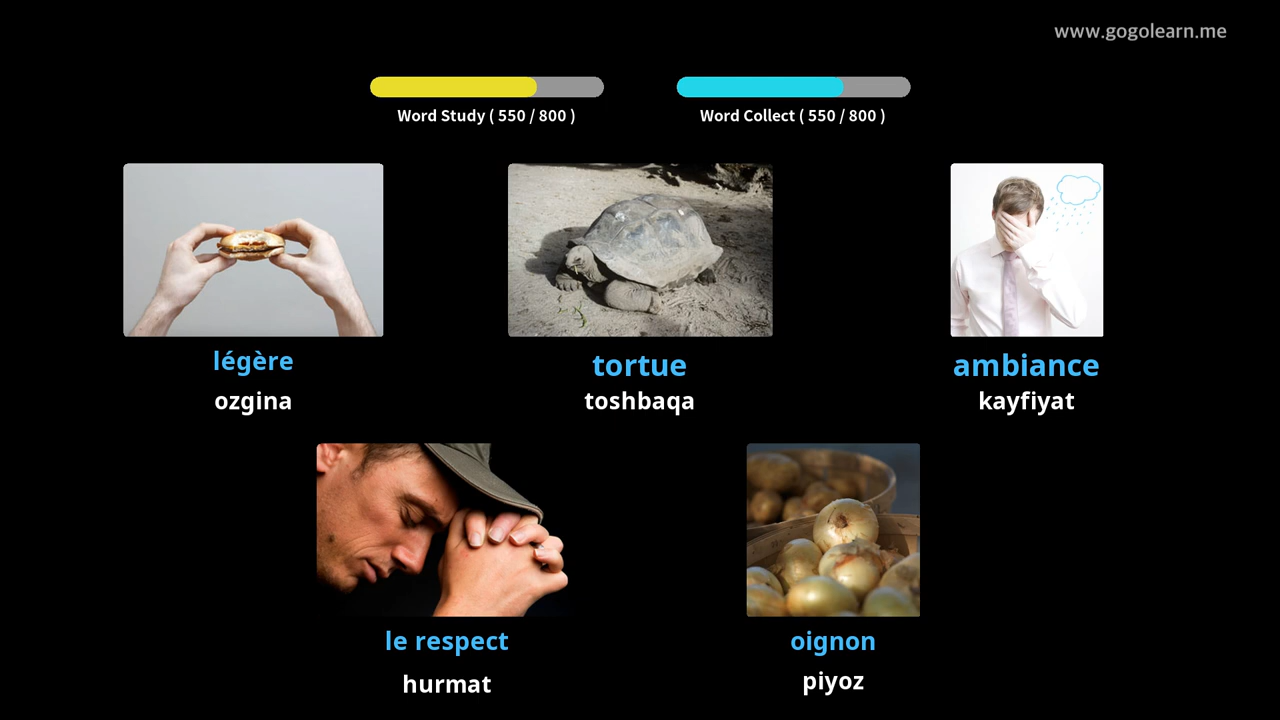 www.gogolearn.me
Word Study ( 550 / 800 )
Word Collect ( 550 / 800 )
légère
ozgina
tortue
toshbaqa
ambiance
kayfiyat
le respect
hurmat
oignon
piyoz